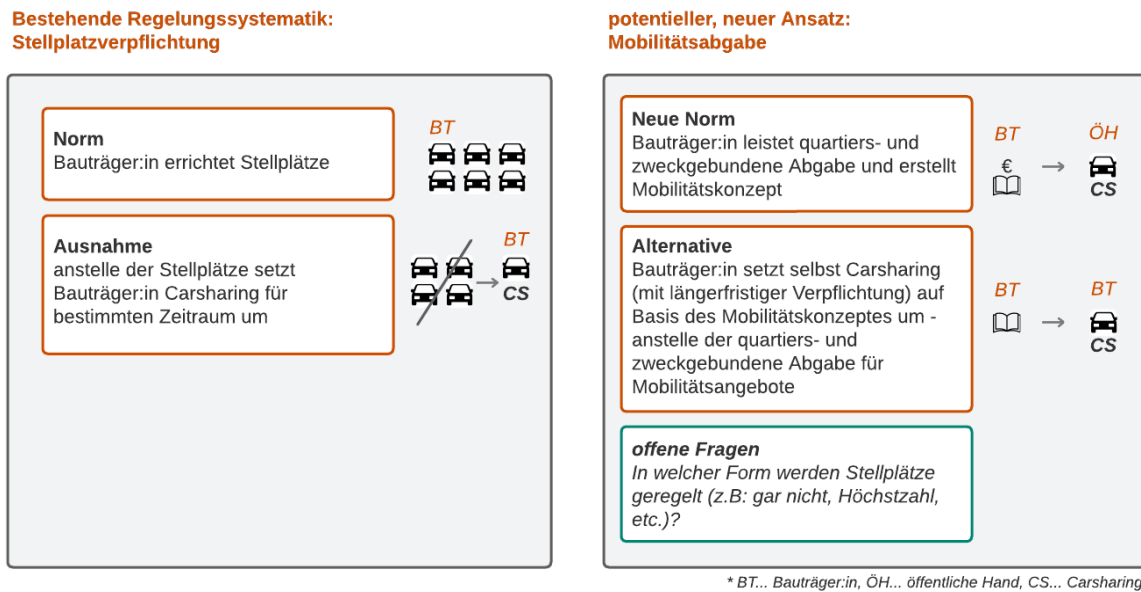 Bestehende Regelungssystematik:
Stellplatzverpflichtung
Norm
Bauträger:in errichtet Stellplätze
BT
Ausnahme
anstelle der Stellplätze setzt
Bauträger:in Carsharing für
bestimmten Zeitraum um
BT
CS
potentieller, neuer Ansatz:
Mobilitätsabgabe
Neue Norm
Bauträger:in leistet quartiers- und
zweckgebundene Abgabe und erstellt
Mobilitätskonzept
BT
€
→
ÖH
CS
Alternative
Bauträger:in setzt selbst Carsharing
(mit längerfristiger Verpflichtung) auf
Basis des Mobilitätskonzeptes um -
anstelle der quartiers- und
zweckgebundene Abgabe für
Mobilitätsangebote
BT
→
BT
CS
offene Fragen
In welcher Form werden Stellplätze
geregelt (z.B: gar nicht, Höchstzahl,
etc.)?
* BT... Bauträger:in, ÖH... öffentliche Hand, CS... Carsharing